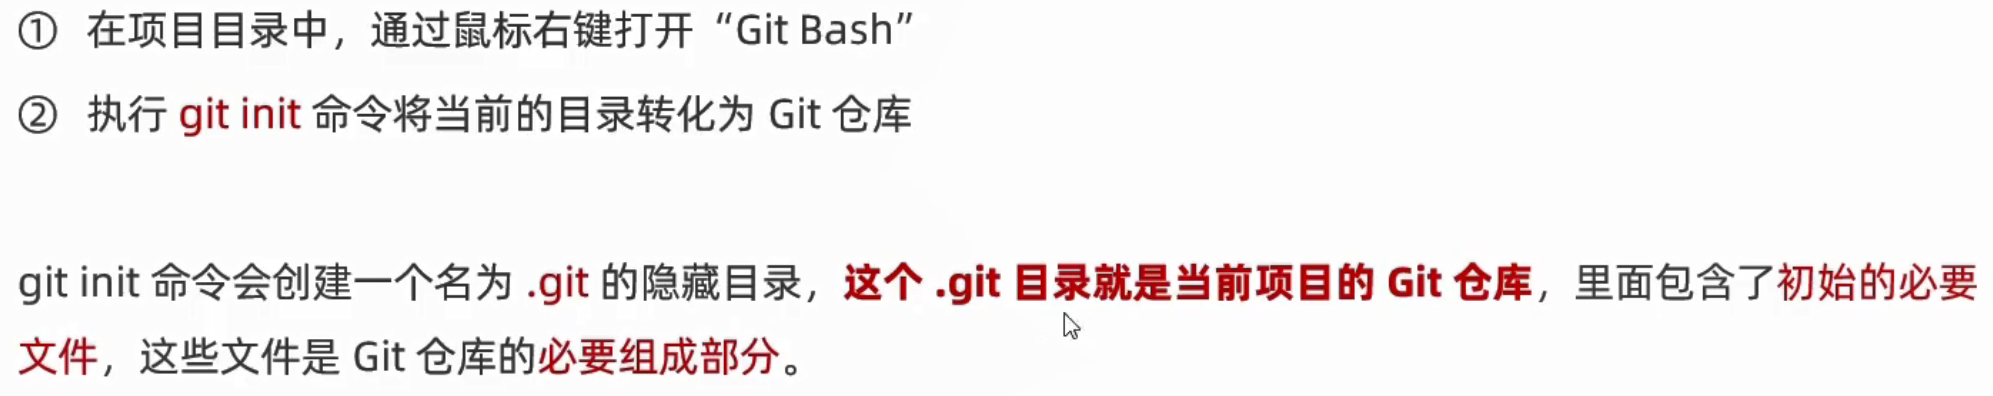 ① 在项目目录中，通过鼠标右键打开“Git Bash”
② 执行 git init 命令将当前的目录转化为 Git 仓库
git init 命令会创建一个名为 .git 的隐藏目录，这个 .git 目录就是当前项目的 Git 仓库，里面包含了初始的必要
文件，这些文件是 Git 仓库的必要组成部分。